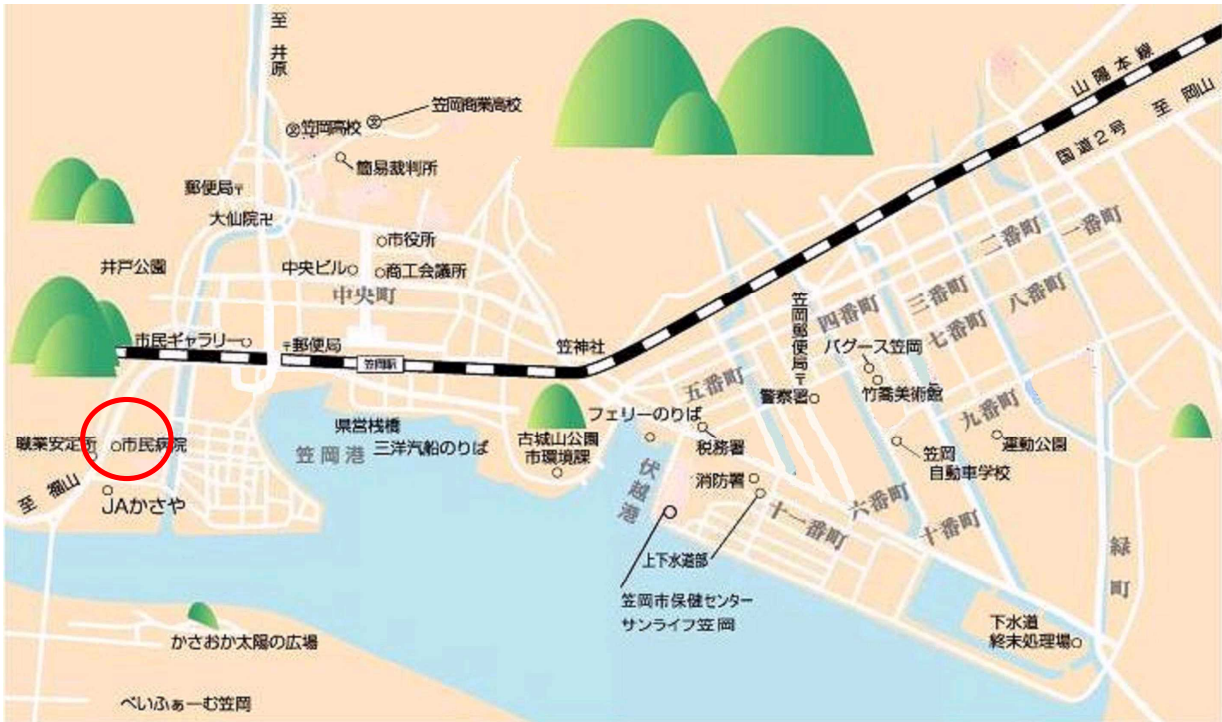 至井原
笠岡商業高校
笠岡高校
簡易裁判所
郵便局〒
大仙院卍
市役所
井戸公園
中央ビル
商工会議所
中央町
市民ギャラリー
〒郵便局
笠岡駅
笠神社
山陽本線
国道2号
至岡山
一番町
二番町
三番町
四番町
八番町
七番町
五番町
笠岡郵便局〒
バグース笠岡
警察署
竹喬美術館
九番町
運動公園
笠岡
自動車学校
フェリーのりば
税務署
県営桟橋
笠岡港
三洋汽船のりば
古城山公園
市環境課
伏越港
消防署
職業安定所
市民病院
至福山
JAかさや
十一番町
六番町
十番町
緑町
上下水道部
笠岡市保健センター
サンライフ笠岡
下水道
終末処理場
かさおか太陽の広場
べいふぁーむ笠岡